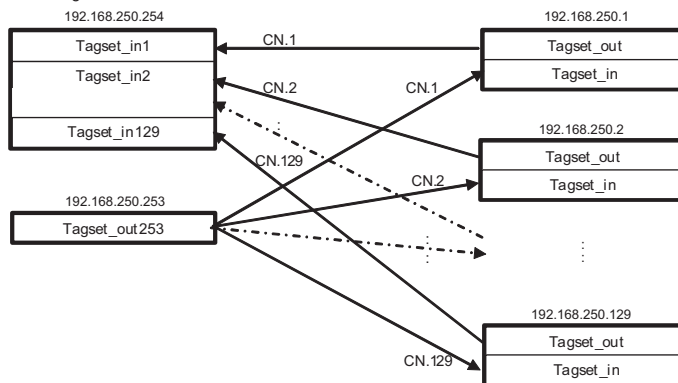 192.168.250.254
Tagset_in1
Tagset_in2
Tagset_in129
192.168.250.253
Tagset_out253
CN.1
CN.2
CN.129
CN.1
CN.2
CN.129
192.168.250.1
Tagset_out
Tagset_in
192.168.250.2
Tagset_out
Tagset_in
192.168.250.129
Tagset_out
Tagset_in